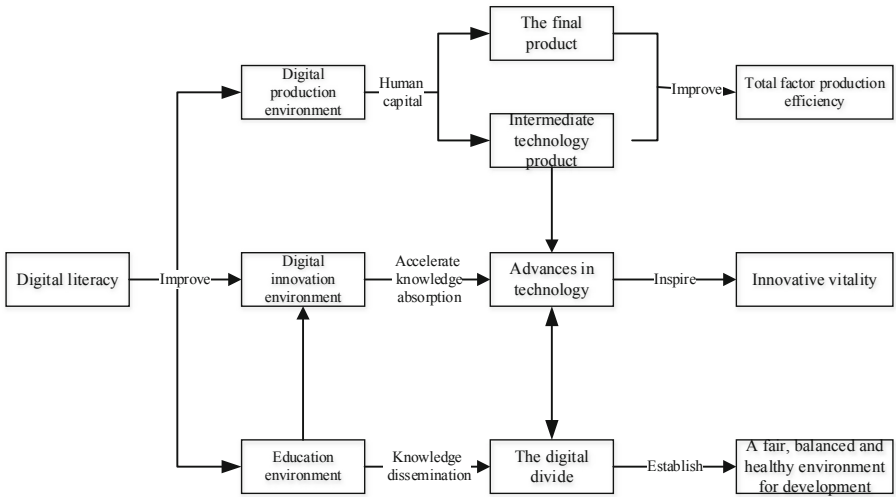 The final
product
Digital
production
environment
Human
capital
Improve
Total factor production
efficiency
Intermediate
technology
product
Digital literacy
Improve
Digital
innovation
environment
Accelerate
knowledge
absorption
Advances in
technology
Inspire
Innovative vitality
Education
environment
Knowledge
dissemination
The digital
divide
Establish
A fair, balanced and
healthy environment
for development